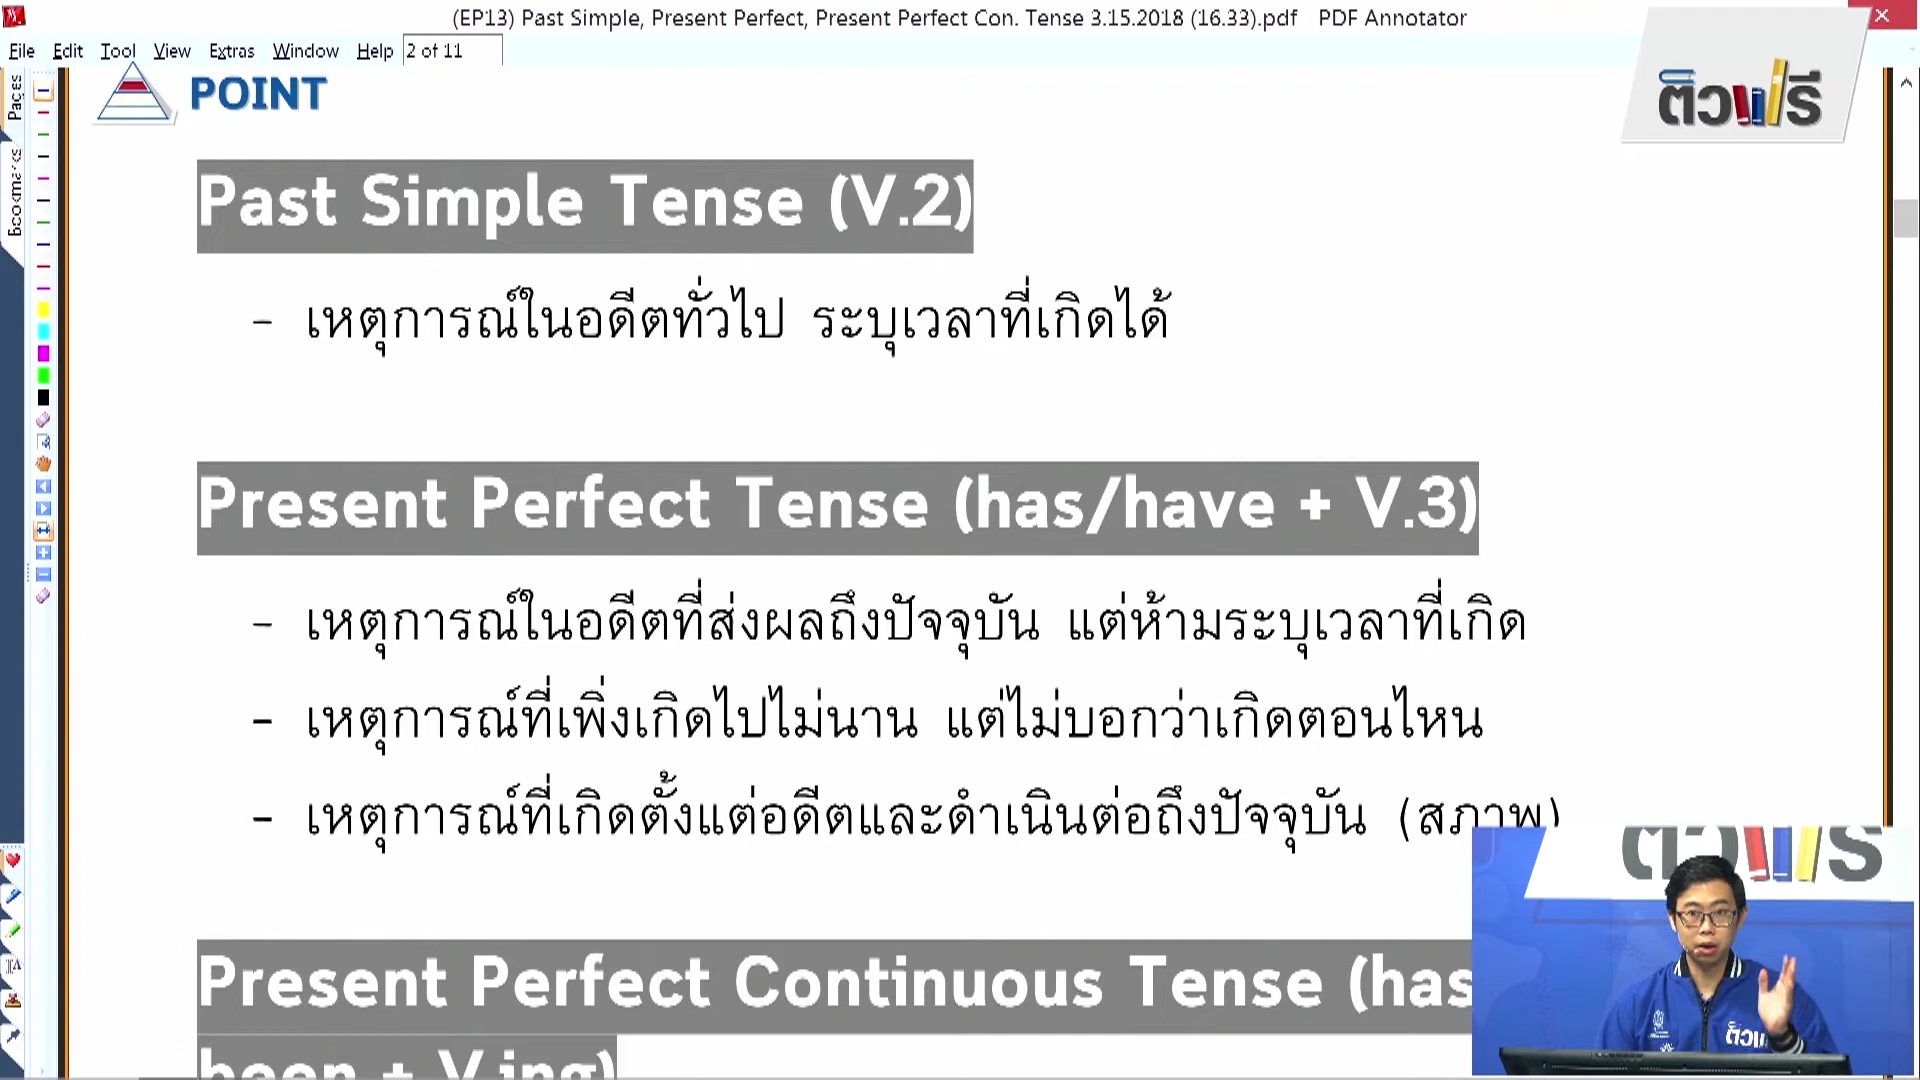 (EP13) Past Simple, Present Perfect, Present Perfect Con. Tense 3.15.2018 (16.33).pdf PDF Annotator
File Edit Tool View Extras Window Help 2 of 11
Pages
Bookmarks
POINT
ติวฟรี
Past Simple Tense (V.2)
- เหตุการณ์ในอดีตทั่วไป ระบุเวลาที่เกิดได้
Present Perfect Tense (has/have + V.3)
- เหตุการณ์ในอดีตที่ส่งผลถึงปัจจุบัน แต่ห้ามระบุเวลาที่เกิด
- เหตุการณ์ที่เพิ่งเกิดไปไม่นาน แต่ไม่บอกว่าเกิดตอนไหน
- เหตุการณ์ที่เกิดตั้งแต่อดีตและดำเนินต่อถึงปัจจุบัน (สภาพ)
ติวฟรี
Present Perfect Continuous Tense (has
been + V.ing)
ติวฟ